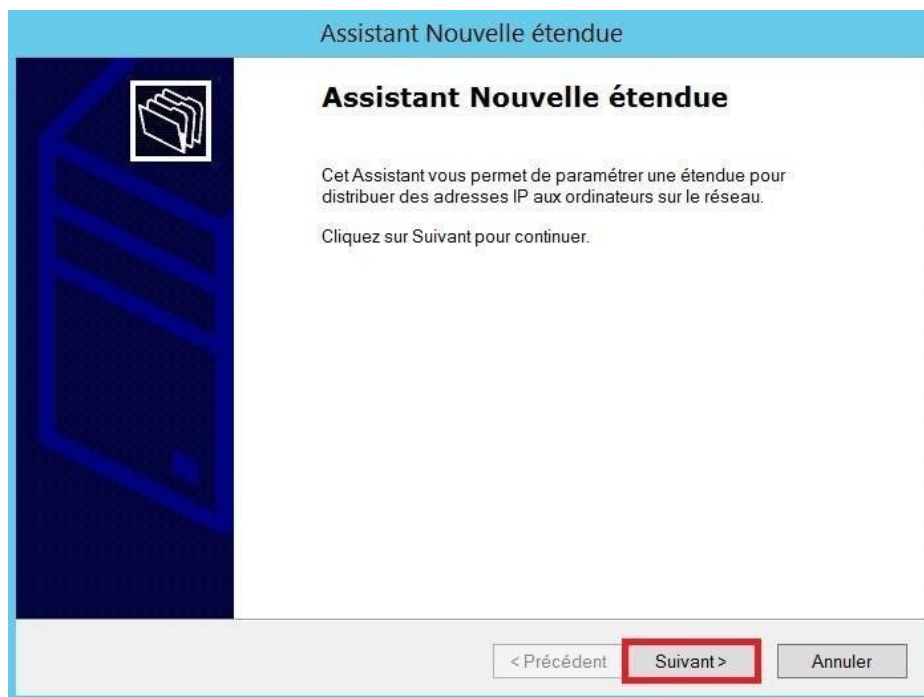 Assistant Nouvelle étendue
Assistant Nouvelle étendue
Cet Assistant vous permet de paramétrer une étendue pour
distribuer des adresses IP aux ordinateurs sur le réseau.
Cliquez sur Suivant pour continuer.
< Précédent
Suivant >
Annuler